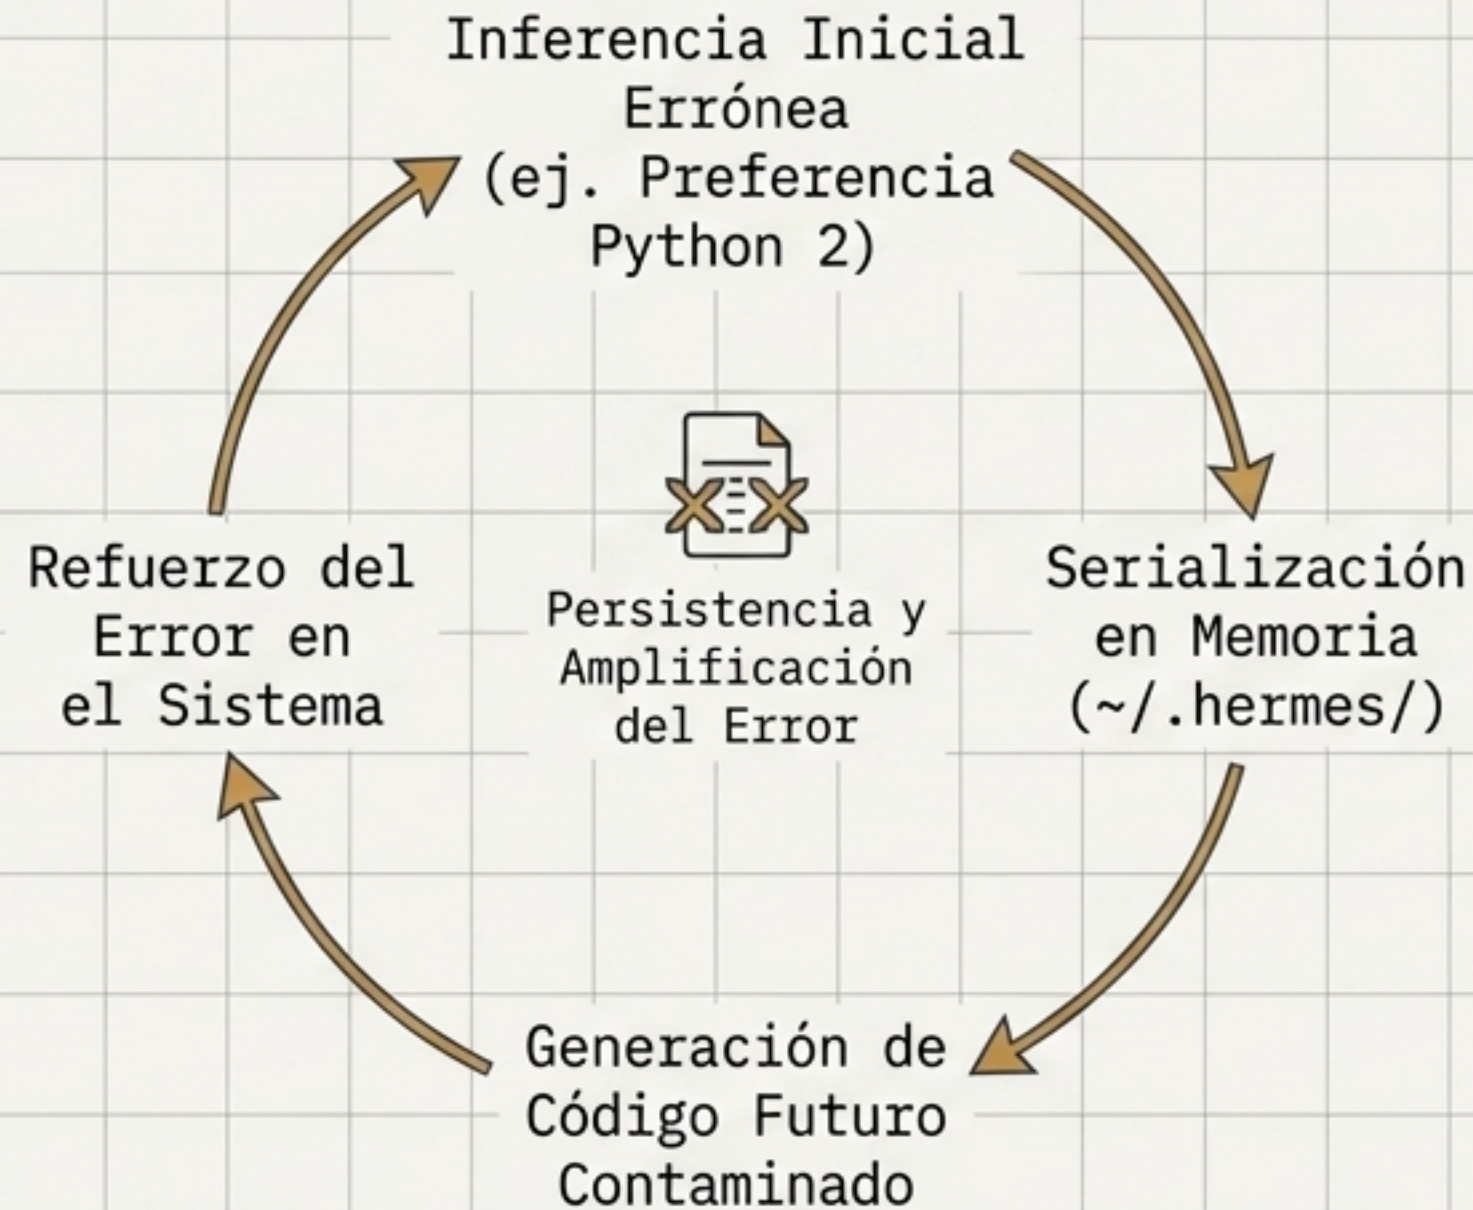 Inferencia Inicial
Errónea
(ej. Preferencia
Python 2)
Serialización
en Memoria
(~/.hermes/)
Generación de
Código Futuro
Contaminado
Refuerzo del
Error en
el Sistema
Persistencia y
Amplificación
del Error